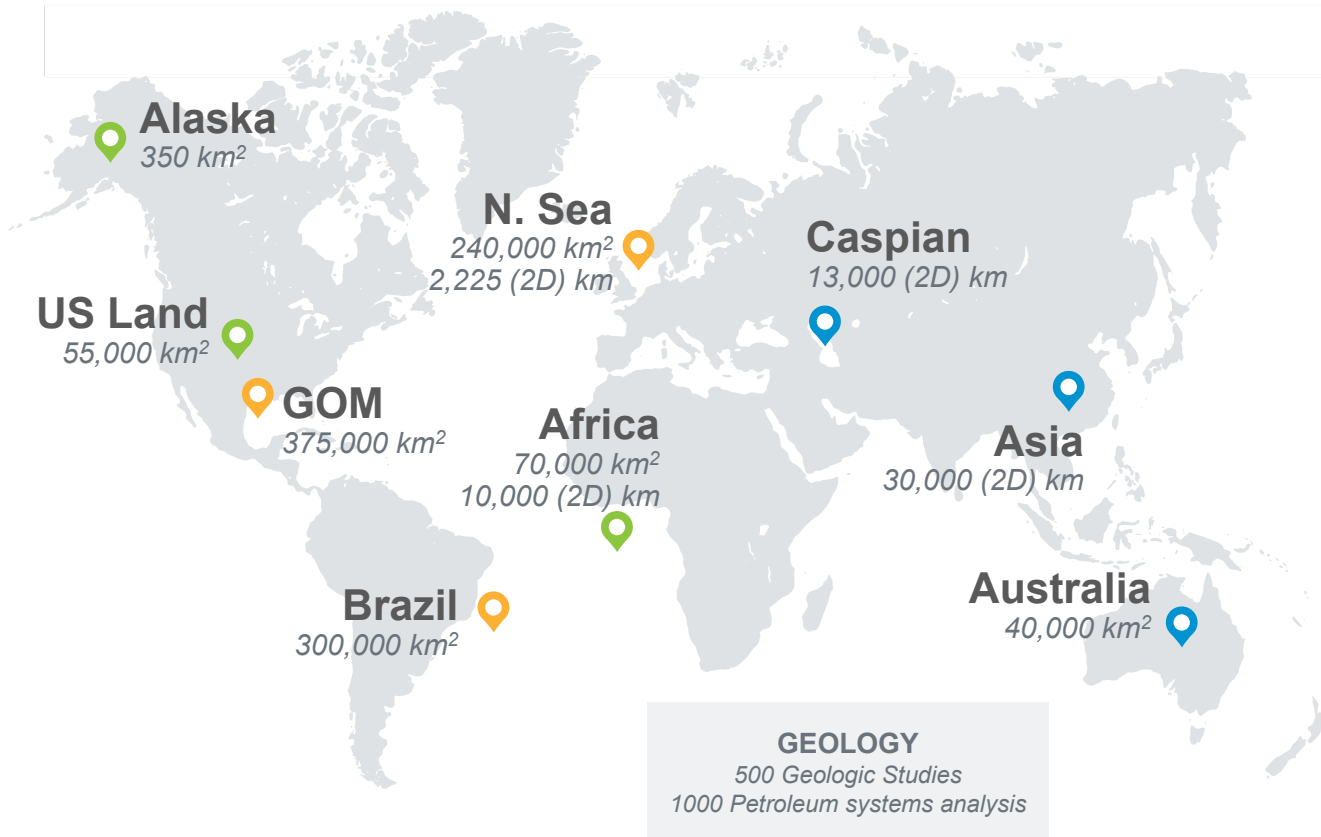 Alaska
350 km²
N. Sea
240,000 km²
2,225 (2D) km
Caspian
13,000 (2D) km
US Land
55,000 km²
GOM
375,000 km²
Africa
70,000 km²
10,000 (2D) km
Asia
30,000 (2D) km
Brazil
300,000 km²
Australia
40,000 km²
GEOLOGY
500 Geologic Studies
1000 Petroleum systems analysis